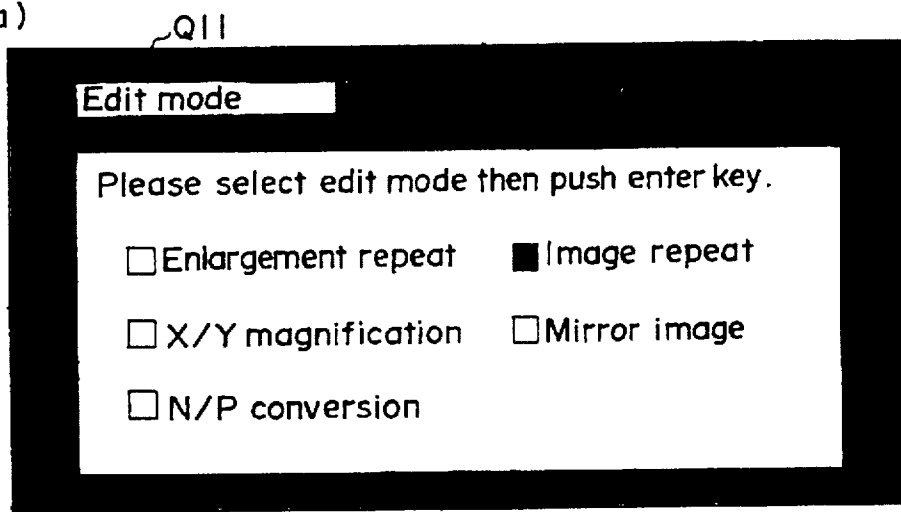 a)
Q11
Edit mode
Please select edit mode then push enter key.
Enlargement repeat Image repeat
X/Y magnification Mirror image
N/P conversion